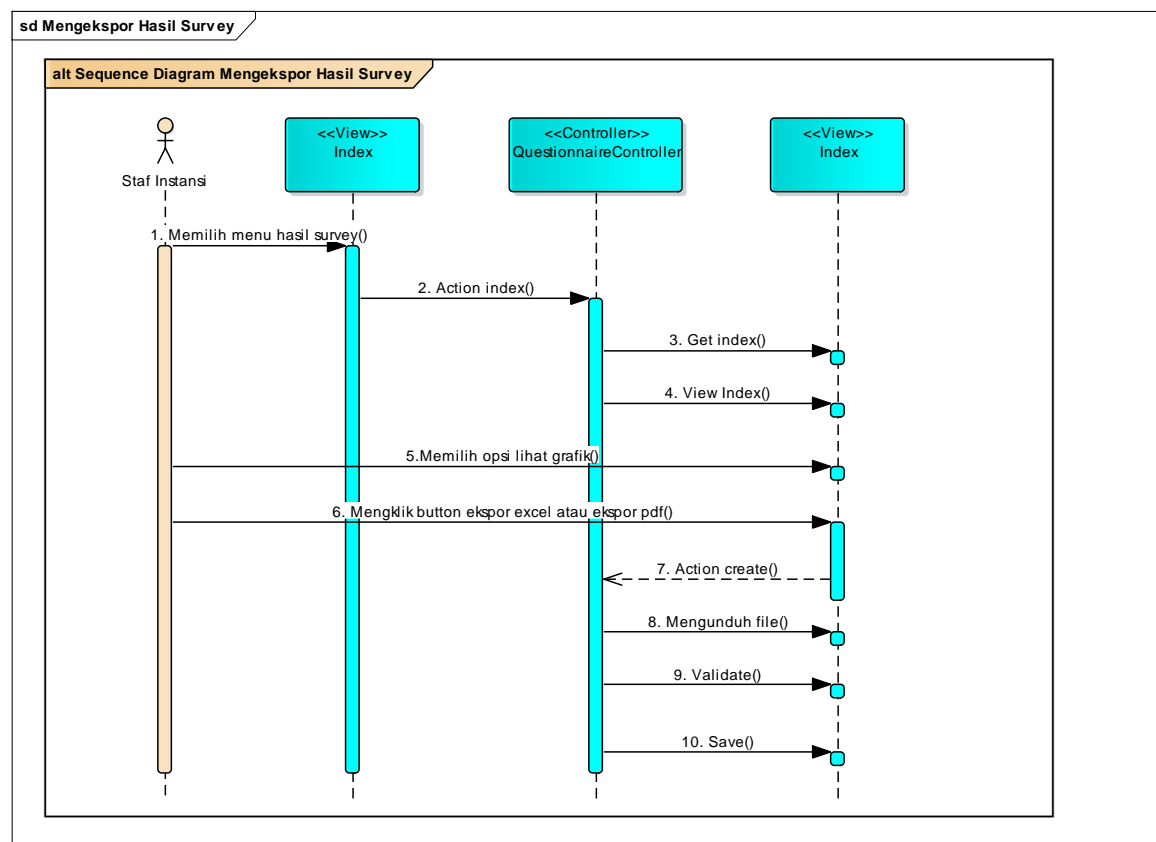 sd Mengekspor Hasil Survey
alt Sequence Diagram Mengekspor Hasil Survey
Staf Instansi
<<View>>
Index
<<Controller>>
QuestionnaireController
<<View>>
Index
1. Memilih menu hasil survey()
2. Action index()
3. Get index()
4. View Index()
5.Memilih opsi lihat grafik()
6. Mengklik button ekspor excel atau ekspor pdf()
7. Action create()
8. Mengunduh file()
9. Validate()
10. Save()